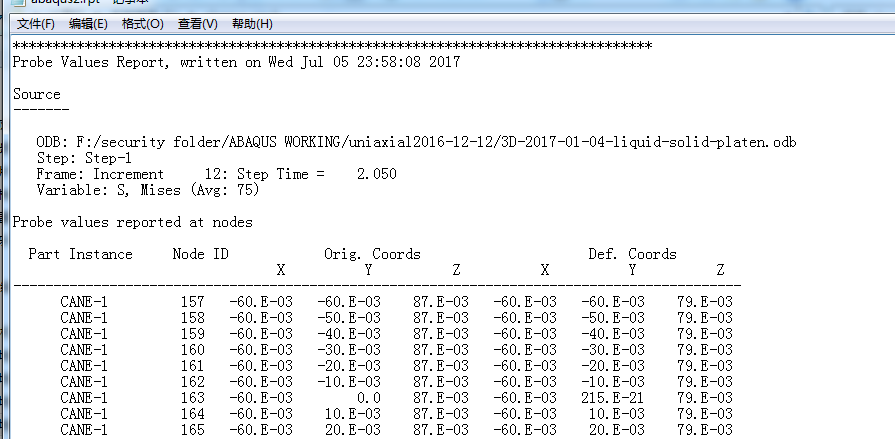 abaqus2.rpt - 记事本
文件(F) 编辑(E) 格式(O) 查看(V) 帮助(H)
********************************************************************************
Probe Values Report, written on Wed Jul 05 23:58:08 2017
Source
-------
ODB: F:/security folder/ABAQUS WORKING/uniaxial2016-12-12/3D-2017-01-04-liquid-solid-platen.odb
Step: Step-1
Frame: Increment 12: Step Time = 2.050
Variable: S, Mises (Avg: 75)
Probe values reported at nodes
Part Instance Node ID Orig. Coords Def. Coords
X Y Z X Y Z
-------------------------------------------------------------------------------------------
CANE-1 157 -60.E-03 -60.E-03 87.E-03 -60.E-03 -60.E-03 79.E-03
CANE-1 158 -60.E-03 -50.E-03 87.E-03 -60.E-03 -50.E-03 79.E-03
CANE-1 159 -60.E-03 -40.E-03 87.E-03 -60.E-03 -40.E-03 79.E-03
CANE-1 160 -60.E-03 -30.E-03 87.E-03 -60.E-03 -30.E-03 79.E-03
CANE-1 161 -60.E-03 -20.E-03 87.E-03 -60.E-03 -20.E-03 79.E-03
CANE-1 162 -60.E-03 -10.E-03 87.E-03 -60.E-03 -10.E-03 79.E-03
CANE-1 163 -60.E-03 0.0 87.E-03 -60.E-03 215.E-21 79.E-03
CANE-1 164 -60.E-03 10.E-03 87.E-03 -60.E-03 10.E-03 79.E-03
CANE-1 165 -60.E-03 20.E-03 87.E-03 -60.E-03 20.E-03 79.E-03